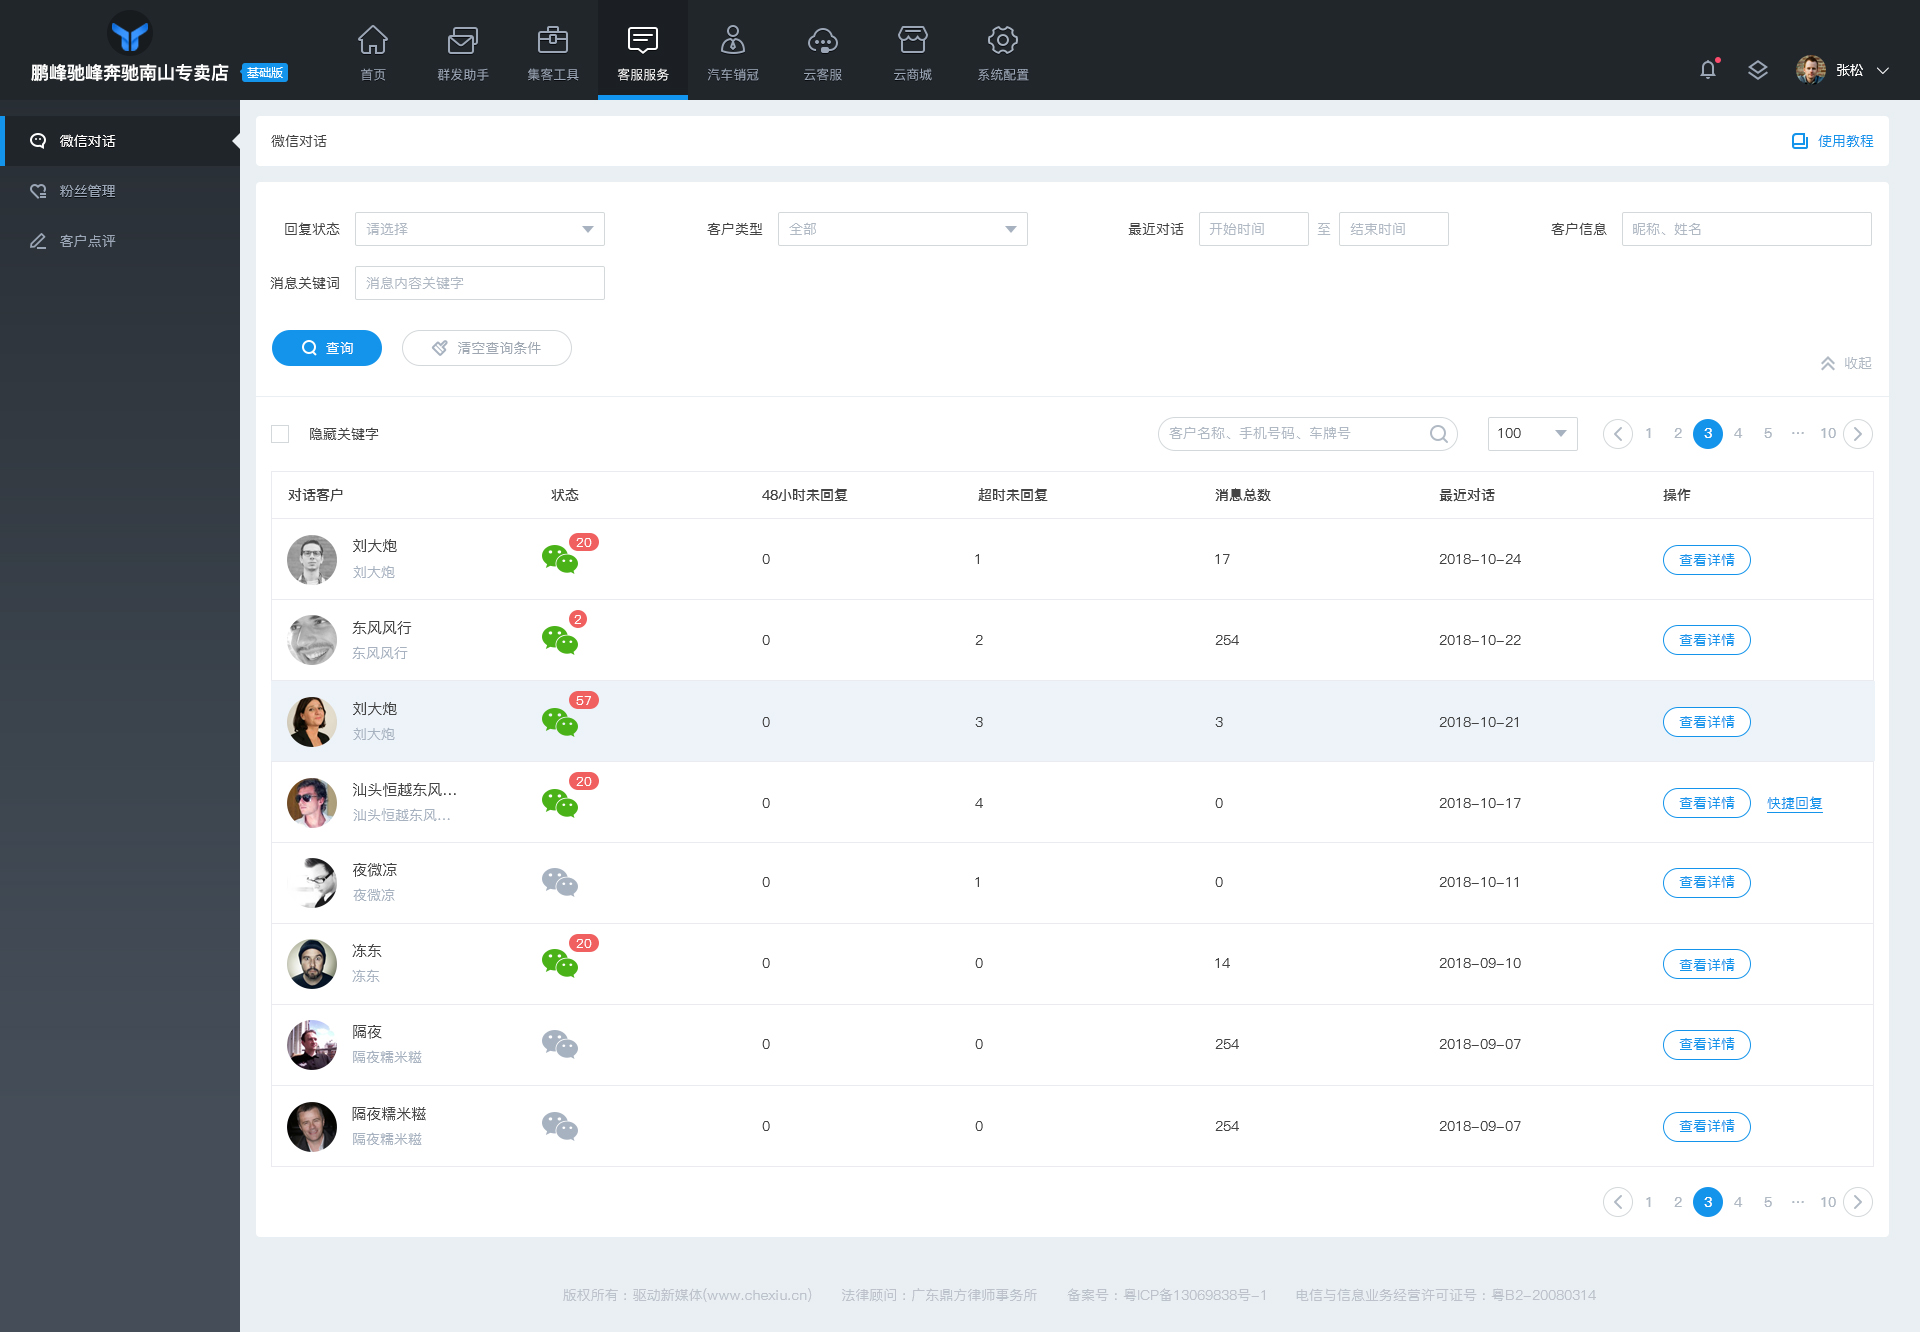 鹏峰驰峰奔驰南山专卖店 基础版
首页 群发助手 集客工具 客服服务 汽车销冠 云客服 云商城 系统配置
张松
微信对话
粉丝管理
客户点评
微信对话 使用教程
回复状态 请选择 客户类型 全部 最近对话 开始时间 至 结束时间 客户信息 昵称、姓名
消息关键词 消息内容关键字
查询 清空查询条件
收起
隐藏关键字 客户名称、手机号码、车牌号 100 1 2 3 4 5 ··· 10
对话客户 状态 48小时未回复 超时未回复 消息总数 最近对话 操作
刘大炮 20
刘大炮 0 1 17 2018-10-24 查看详情
东风风行 2
东风风行 0 2 254 2018-10-22 查看详情
刘大炮 57
刘大炮 0 3 3 2018-10-21 查看详情
汕头恒越东风... 20
汕头恒越东风... 0 4 0 2018-10-17 查看详情 快捷回复
夜微凉
夜微凉 0 1 0 2018-10-11 查看详情
冻东 20
冻东 0 0 14 2018-09-10 查看详情
隔夜
隔夜糯米糍 0 0 254 2018-09-07 查看详情
隔夜糯米糍
隔夜糯米糍 0 0 254 2018-09-07 查看详情
1 2 3 4 5 ··· 10
版权所有：驱动新媒体(www.chexiu.cn) 法律顾问：广东鼎方律师事务所 备案号：粤ICP备13069838号-1 电信与信息业务经营许可证号：粤B2-20080314